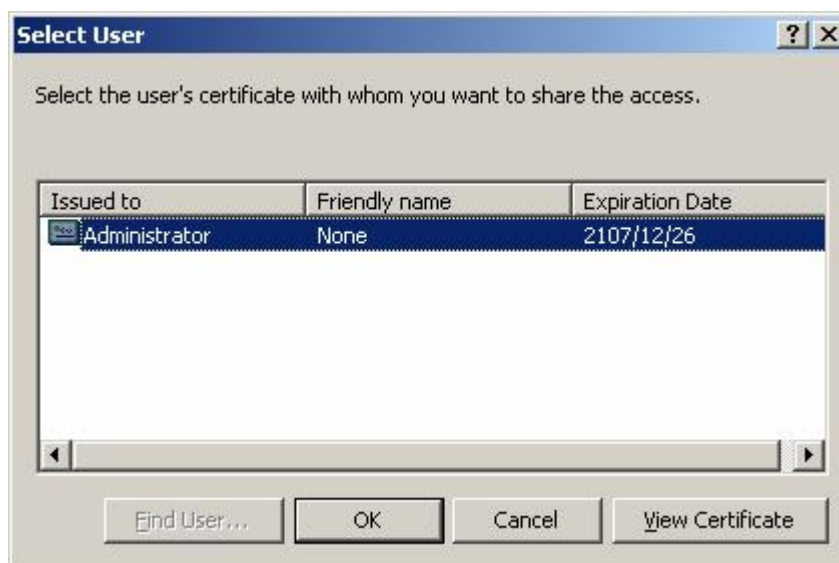 Select User
Select the user's certificate with whom you want to share the access.
Issued to Friendly name Expiration Date
Administrator None 2107/12/26
Find User... OK Cancel View Certificate